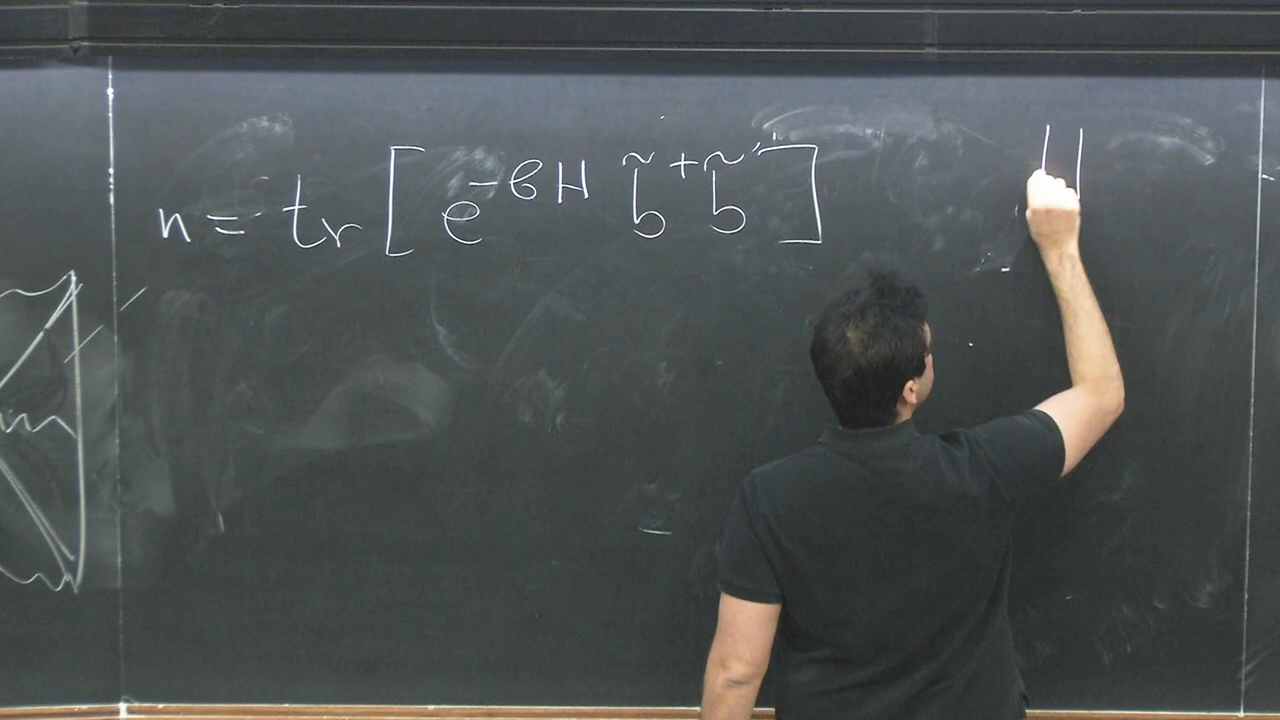 n = tr [ e^{-βH} b̃^† b̃ ]